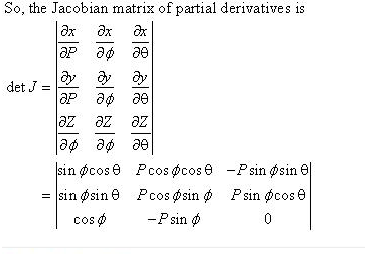 So, the Jacobian matrix of partial derivatives is
det J = | ∂x/∂P ∂x/∂ϕ ∂x/∂θ |
| ∂y/∂P ∂y/∂ϕ ∂y/∂θ |
| ∂Z/∂ϕ ∂Z/∂ϕ ∂Z/∂θ |
= | sin ϕ cos θ P cos ϕ cos θ −P sin ϕ sin θ |
| sin ϕ sin θ P cos ϕ sin ϕ P sin ϕ cos θ |
| cos ϕ −P sin ϕ 0 |